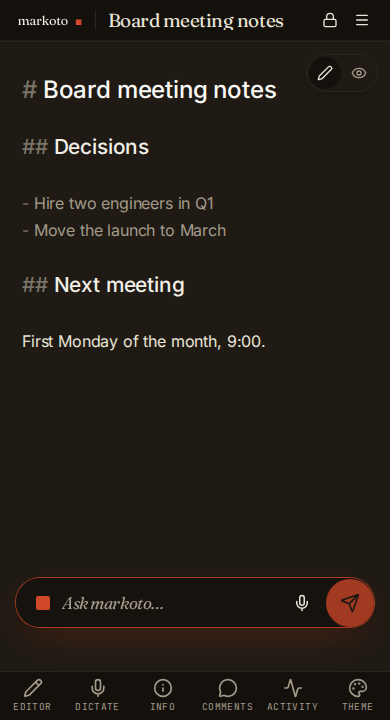 markoto
Board meeting notes
# Board meeting notes
## Decisions
- Hire two engineers in Q1
- Move the launch to March
## Next meeting
First Monday of the month, 9:00.
Ask markoto...
EDITOR DICTATE INFO COMMENTS ACTIVITY THEME